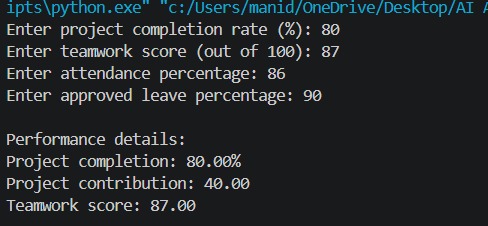 ipts\python.exe" "c:/Users/manid/OneDrive/Desktop/AI A
Enter project completion rate (%): 80
Enter teamwork score (out of 100): 87
Enter attendance percentage: 86
Enter approved leave percentage: 90
Performance details:
Project completion: 80.00%
Project contribution: 40.00
Teamwork score: 87.00